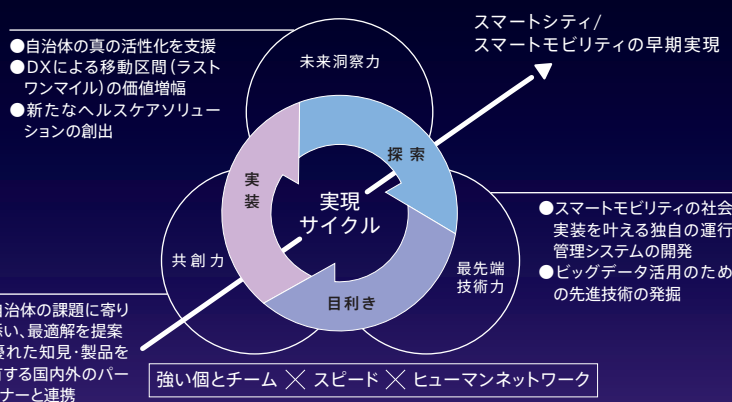 スマートシティ/
スマートモビリティの早期実現
●自治体の真の活性化を支援
●DXによる移動区間(ラスト
ワンマイル)の価値増幅
●新たなヘルスケアソリュー
ションの創出
未来洞察力
探索
実装
実現
サイクル
目利き
共創力
最先端
技術力
●スマートモビリティの社会
実装を叶える独自の運行
管理システムの開発
●ビッグデータ活用のため
の先進技術の発掘
治体の課題に寄り
い、最適解を提案
れた知見・製品を
する国内外のパー
ナーと連携
強い個とチーム×スピード×ヒューマンネットワーク